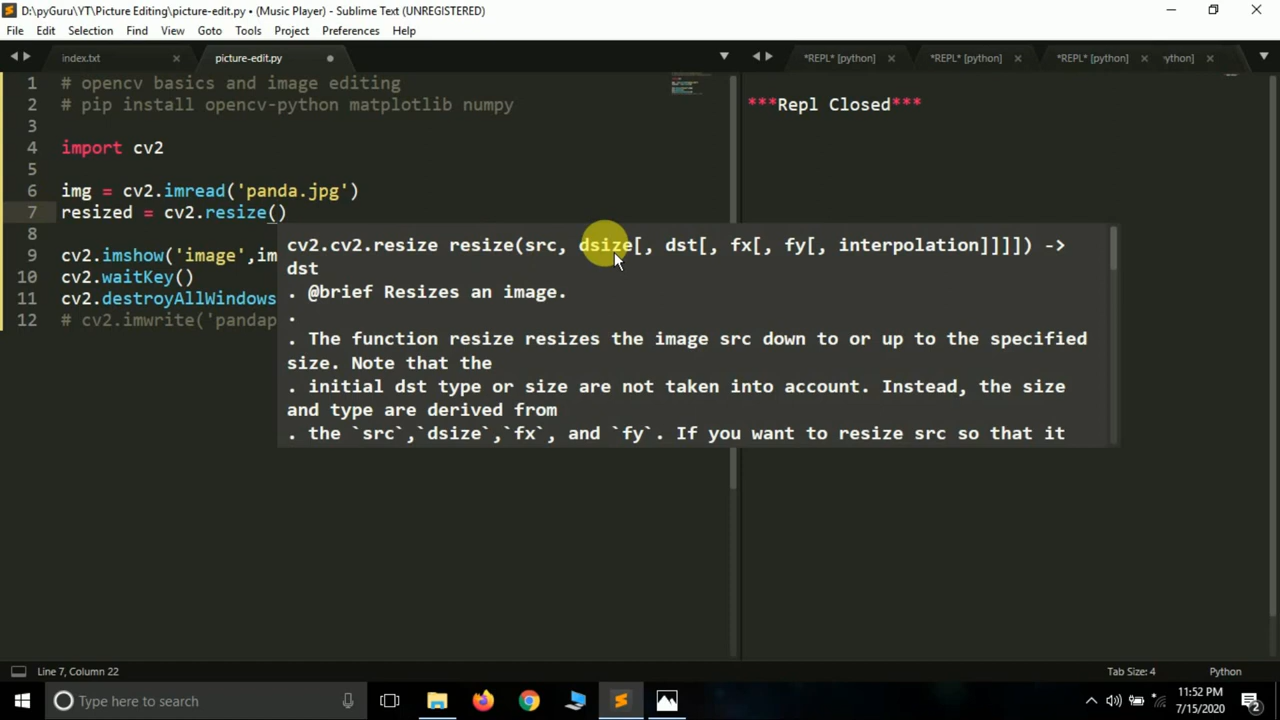 D:\pyGuru\YT\Picture Editing\picture-edit.py • (Music Player) - Sublime Text (UNREGISTERED)
File Edit Selection Find View Goto Tools Project Preferences Help
index.txt picture-edit.py *REPL* [python] *REPL* [python] *REPL* [python] ython]
1 # opencv basics and image editing
2 # pip install opencv-python matplotlib numpy
3
4 import cv2
5
6 img = cv2.imread('panda.jpg')
7 resized = cv2.resize()
8
9 cv2.imshow('image',im
10 cv2.waitKey()
11 cv2.destroyAllWindows
12 # cv2.imwrite('pandap
cv2.cv2.resize resize(src, dsize[, dst[, fx[, fy[, interpolation]]]]) ->
dst
. @brief Resizes an image.
.
. The function resize resizes the image src down to or up to the specified
size. Note that the
. initial dst type or size are not taken into account. Instead, the size
and type are derived from
. the `src`,`dsize`,`fx`, and `fy`. If you want to resize src so that it
***Repl Closed***
Line 7, Column 22 Tab Size: 4 Python
Type here to search
11:52 PM
7/15/2020
2